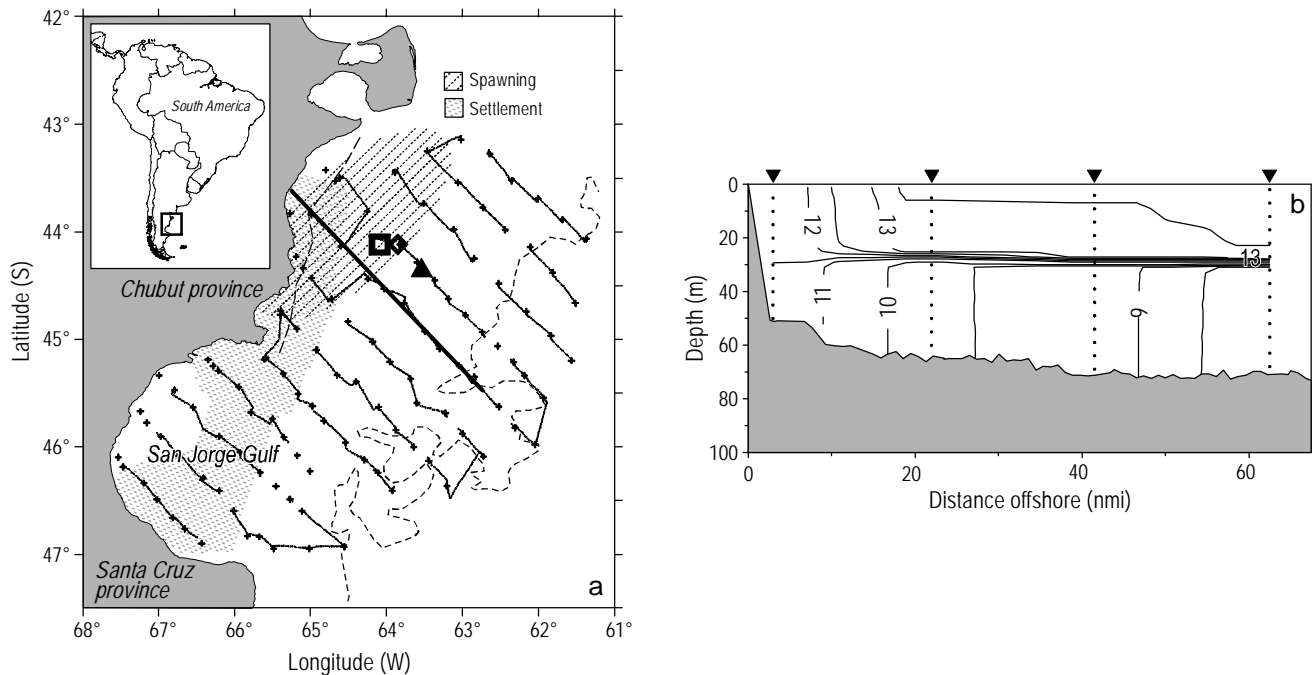 42°
43°
44°
45°
46°
47°
Latitude (S)
South America
Spawning
Settlement
Chubut province
San Jorge Gulf
Santa Cruz
province
a
68°
67°
66°
65°
64°
63°
62°
61°
Longitude (W)
b
0
20
40
60
80
100
Depth (m)
12
13
13
11
10
9
0
20
40
60
Distance offshore (nmi)